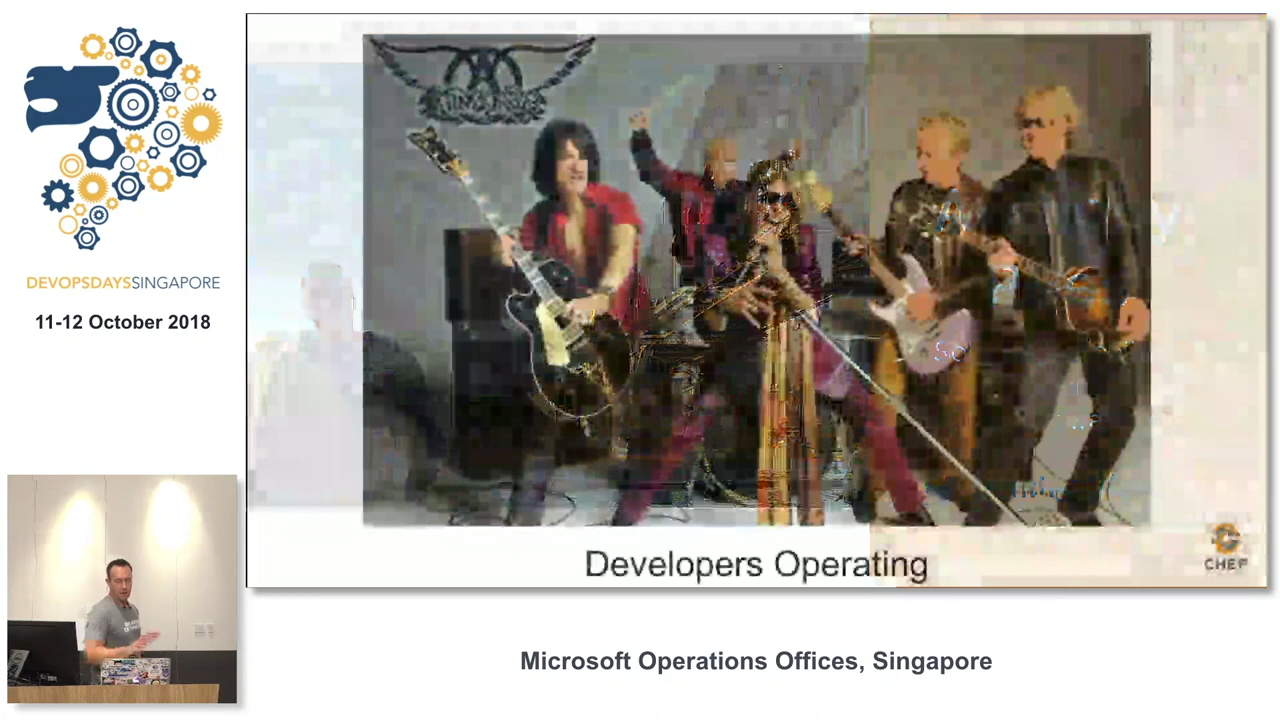 DEVOPSDAYSSINGAPORE
11-12 October 2018
Developers Operating
CHEF
Microsoft Operations Offices, Singapore